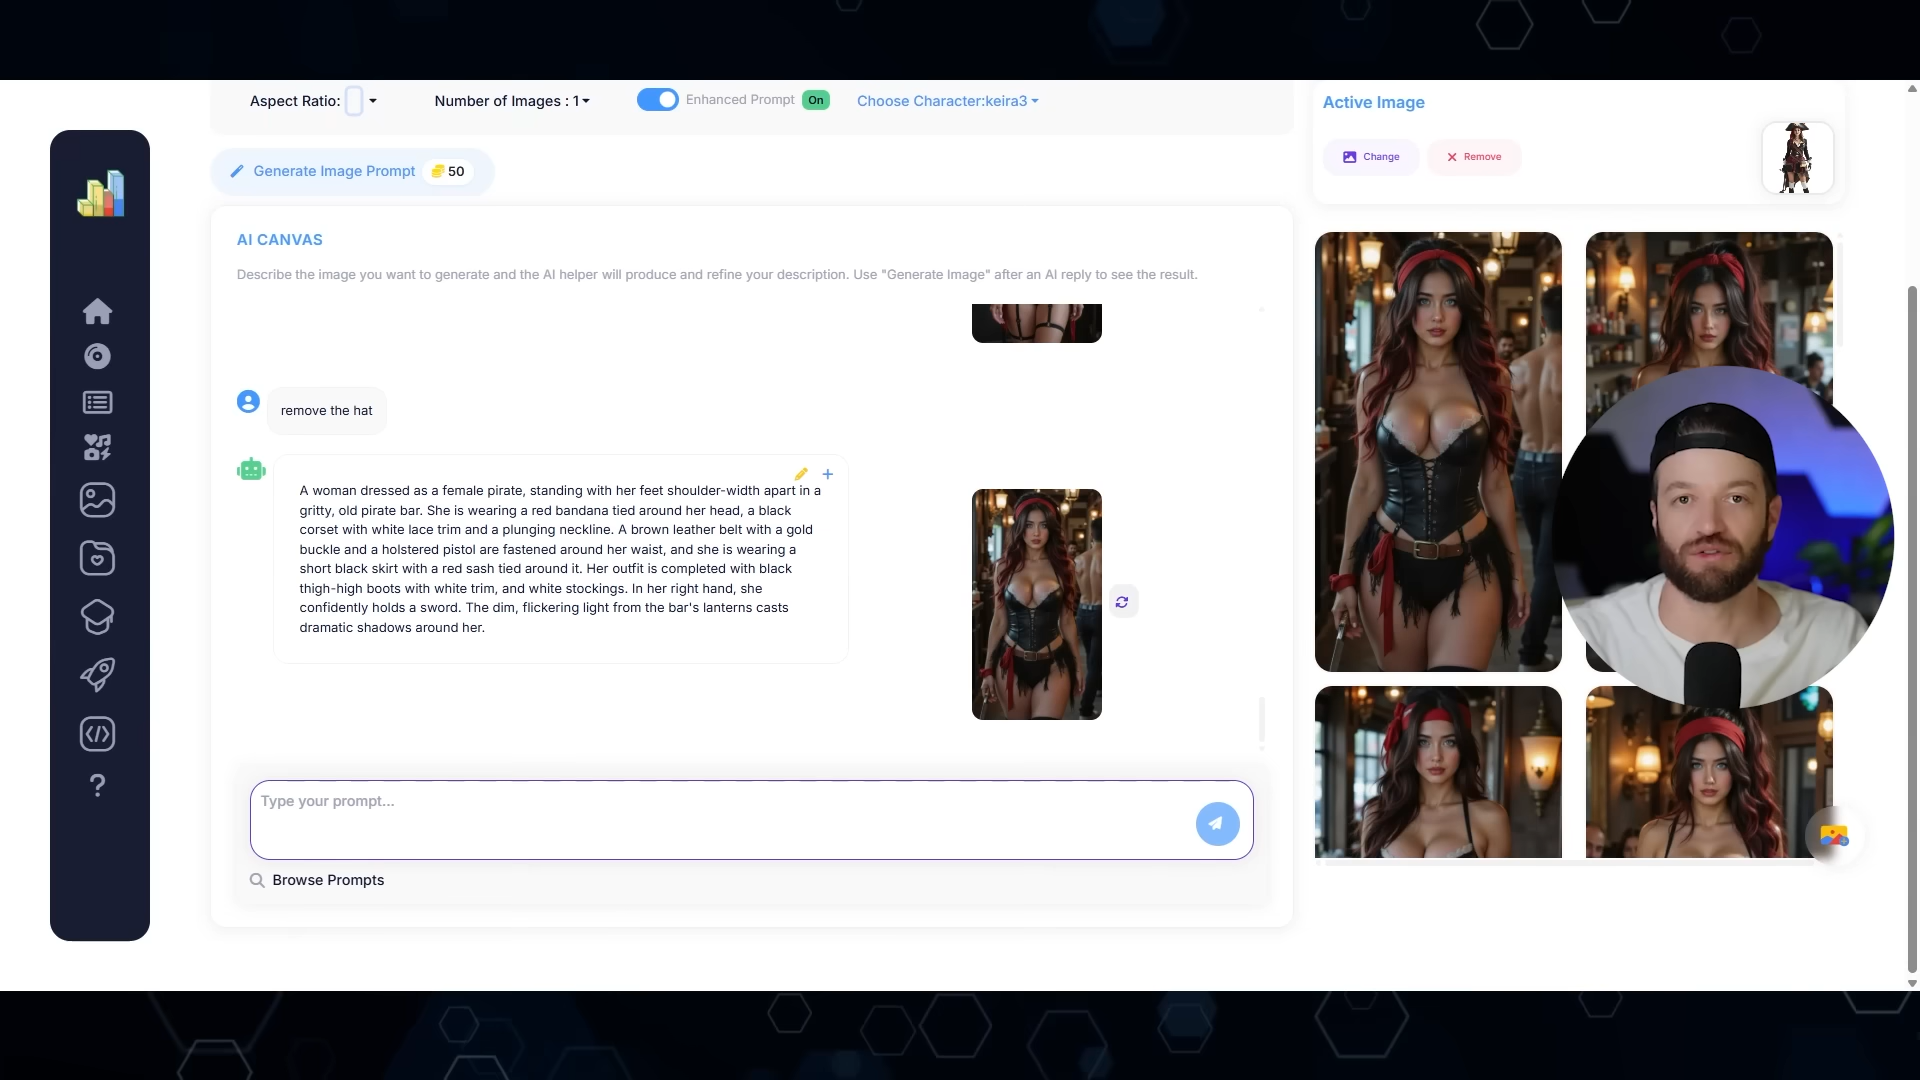 Aspect Ratio:
Number of Images : 1
Enhanced Prompt On
Choose Character:keira3
Active Image
Change
Remove
Generate Image Prompt 50
AI CANVAS
Describe the image you want to generate and the AI helper will produce and refine your description. Use "Generate Image" after an AI reply to see the result.
remove the hat
A woman dressed as a female pirate, standing with her feet shoulder-width apart in a
gritty, old pirate bar. She is wearing a red bandana tied around her head, a black
corset with white lace trim and a plunging neckline. A brown leather belt with a gold
buckle and a holstered pistol are fastened around her waist, and she is wearing a
short black skirt with a red sash tied around it. Her outfit is completed with black
thigh-high boots with white trim, and white stockings. In her right hand, she
confidently holds a sword. The dim, flickering light from the bar's lanterns casts
dramatic shadows around her.
Type your prompt...
Browse Prompts